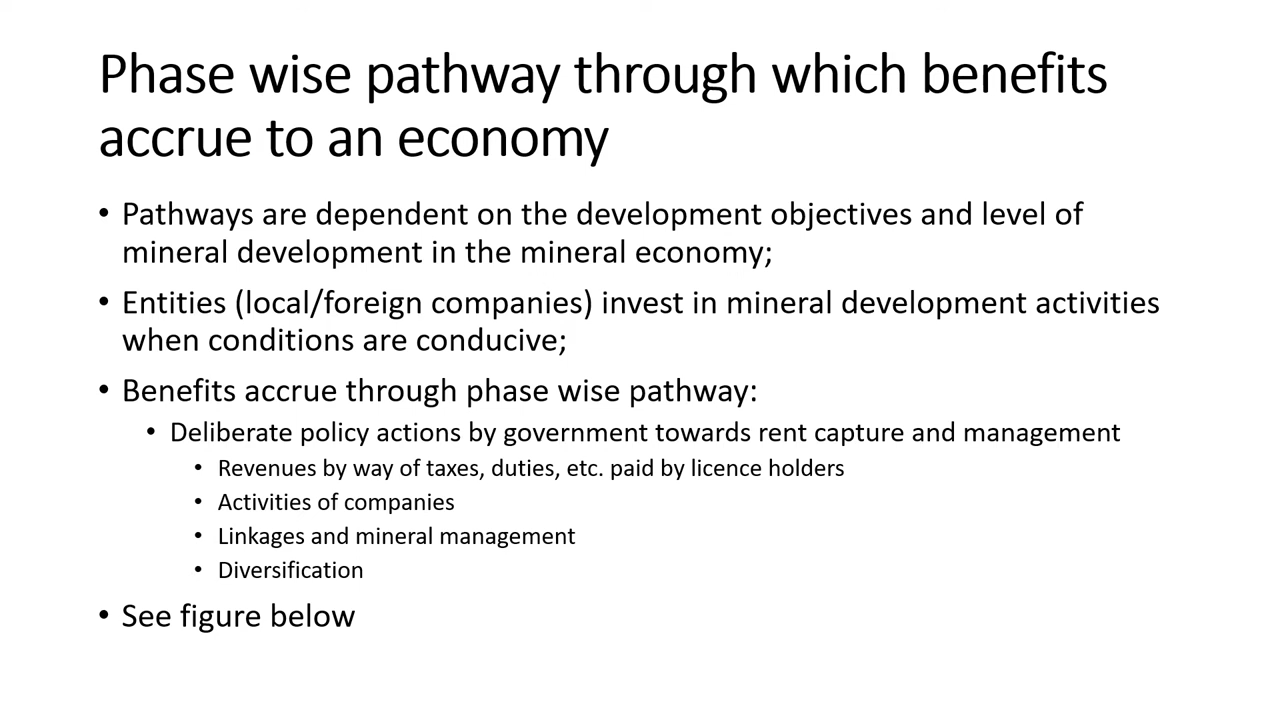 Phase wise pathway through which benefits
accrue to an economy
• Pathways are dependent on the development objectives and level of
mineral development in the mineral economy;
• Entities (local/foreign companies) invest in mineral development activities
when conditions are conducive;
• Benefits accrue through phase wise pathway:
• Deliberate policy actions by government towards rent capture and management
• Revenues by way of taxes, duties, etc. paid by licence holders
• Activities of companies
• Linkages and mineral management
• Diversification
• See figure below